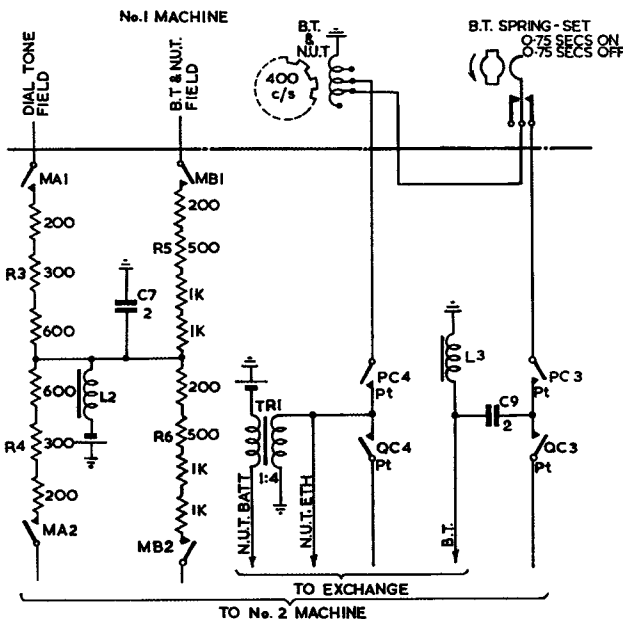 No.1 MACHINE
DIAL TONE
FIELD
B.T & N.U.T.
FIELD
B.T.
&
N.U.T
400
c/s
B.T. SPRING-SET
0·75 SECS ON
0·75 SECS OFF
MA1
MB1
200
200
R3
300
R5
500
C7
2
1K
600
1K
600
L2
200
R4
300
R6
500
1K
200
1K
MA2
MB2
L3
PC4
Pt
PC3
Pt
C9
2
TR1
1:4
QC4
Pt
QC3
Pt
N.U.T. BATT
N.U.T. ETH
B.T.
TO EXCHANGE
TO No. 2 MACHINE